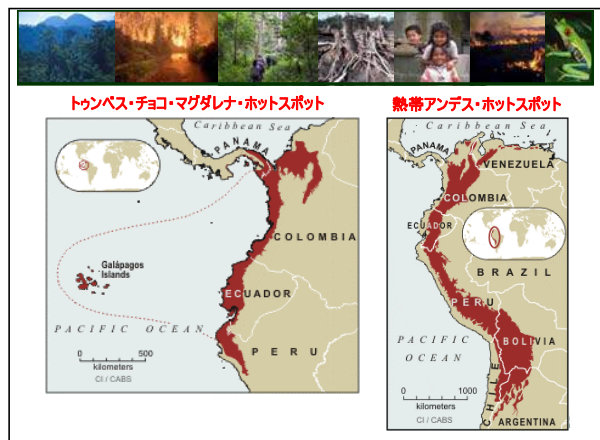 トゥンベス・チョコ・マグダレナ・ホットスポット
Caribbean Sea
PANAMA
COLOMBIA
Galápagos
Islands
ECUADOR
PACIFIC OCEAN
PERU
0 500
kilometers
CI / CABS
熱帯アンデス・ホットスポット
Caribbean Sea
PANAMA
VENEZUELA
COLOMBIA
ECUADOR
BRAZIL
PERU
PACIFIC
OCEAN
BOLIVIA
0 1000
kilometers
CI / CABS
CHILE
ARGENTINA